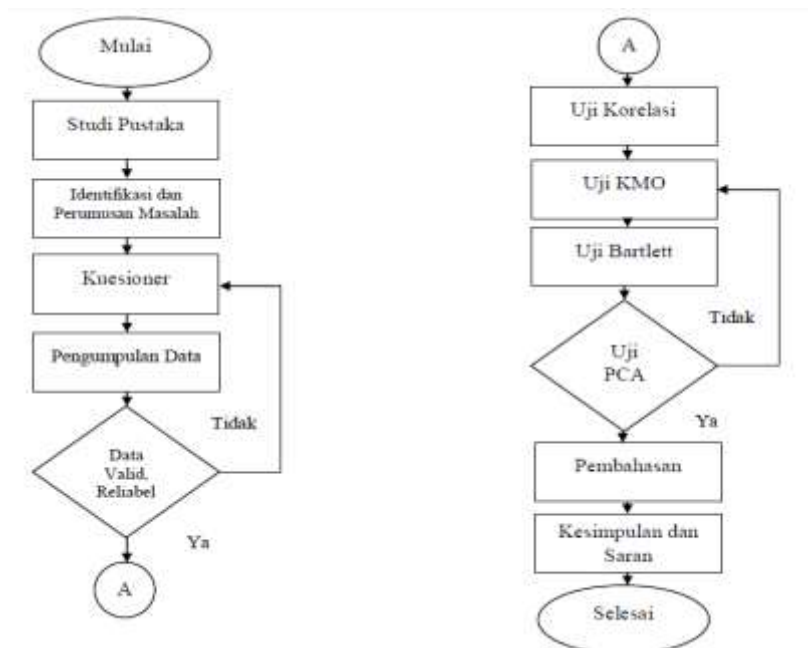 Mulai
Studi Pustaka
Identifikasi dan
Perumusan Masalah
Kuesioner
Pengumpulan Data
Tidak
Data
Valid,
Reliabel
Ya
A
A
Uji Korelasi
Uji KMO
Uji Bartlett
Tidak
Uji
PCA
Ya
Pembahasan
Kesimpulan dan
Saran
Selesai